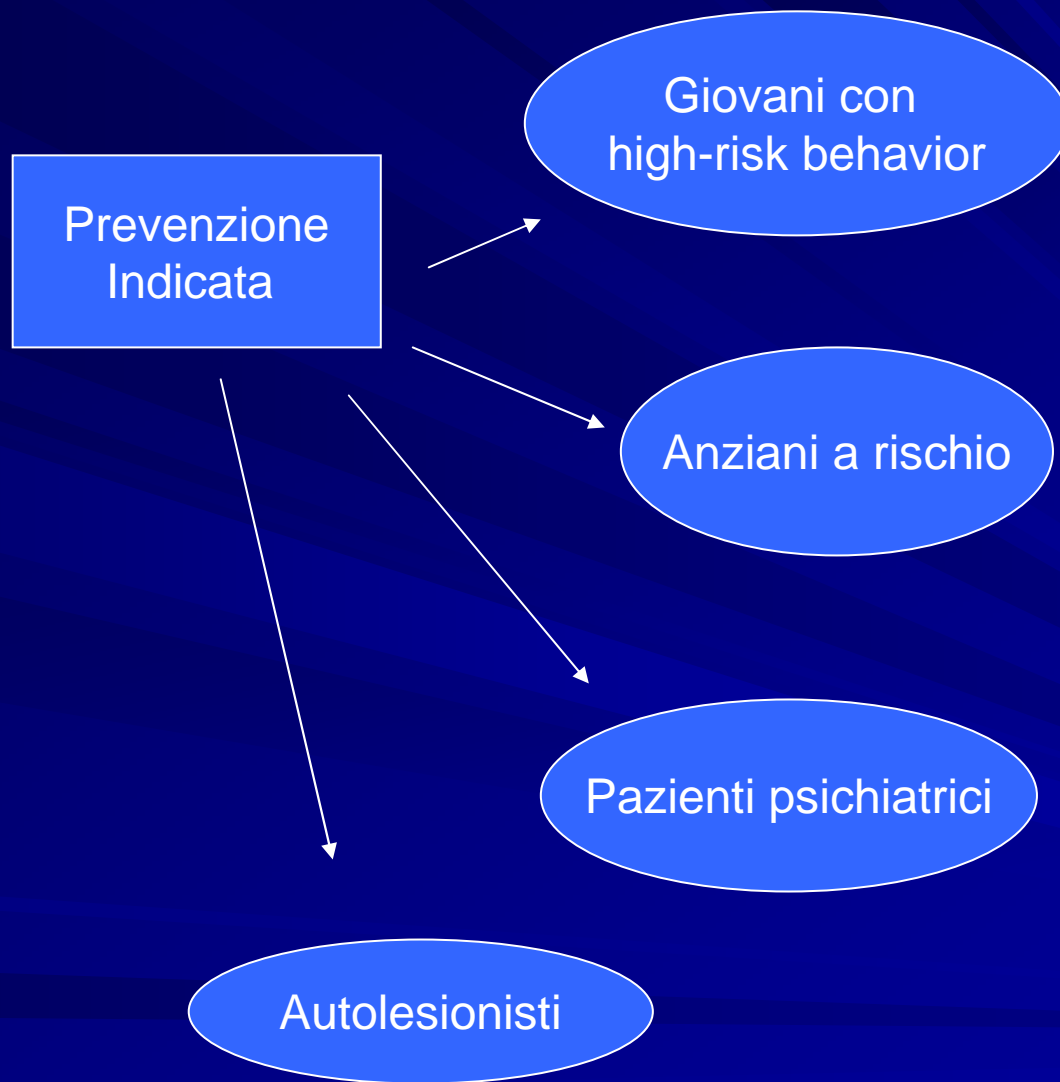 Giovani con
high-risk behavior
Prevenzione
Indicata
Anziani a rischio
Pazienti psichiatrici
Autolesionisti